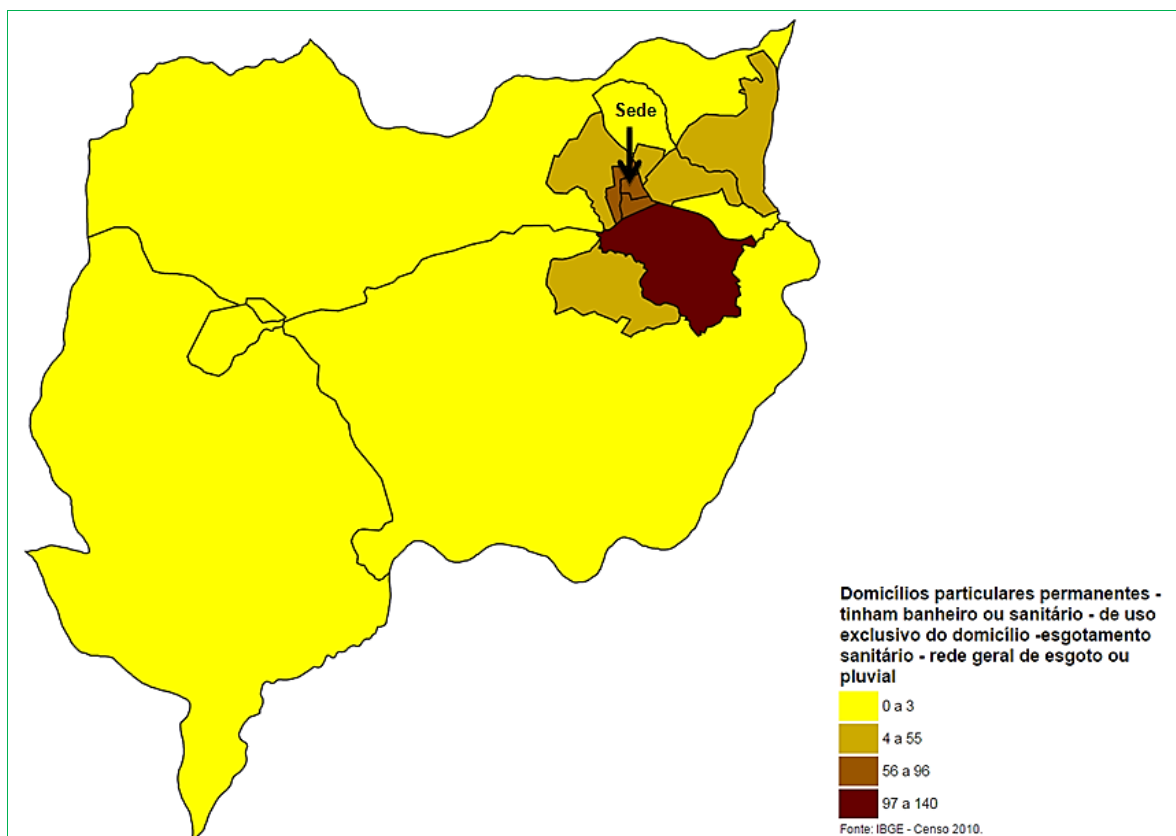 Sede
Domicílios particulares permanentes -
tinham banheiro ou sanitário - de uso
exclusivo do domicílio -esgotamento
sanitário - rede geral de esgoto ou
pluvial
0 a 3
4 a 55
56 a 96
97 a 140
Fonte: IBGE - Censo 2010.